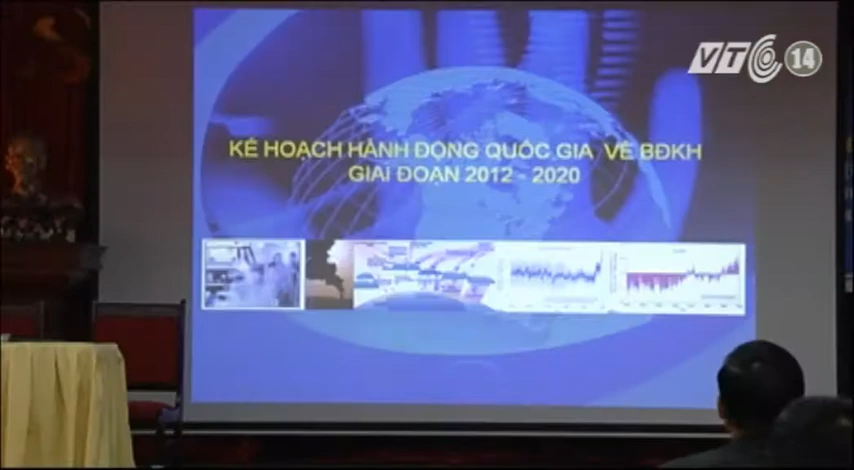 VTC 14
KẾ HOẠCH HÀNH ĐỘNG QUỐC GIA VỀ BĐKH
GIAI ĐOẠN 2012 - 2020